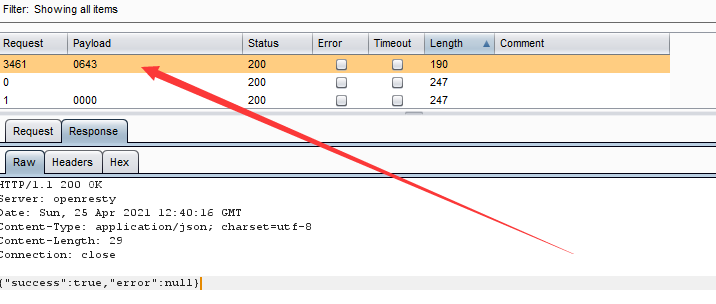 Filter: Showing all items
Request Payload Status Error Timeout Length Comment
3461 0643 200 190
0 200 247
1 0000 200 247
Request Response
Raw Headers Hex
HTTP/1.1 200 OK
Server: openresty
Date: Sun, 25 Apr 2021 12:40:16 GMT
Content-Type: application/json; charset=utf-8
Content-Length: 29
Connection: close
{"success":true,"error":null}